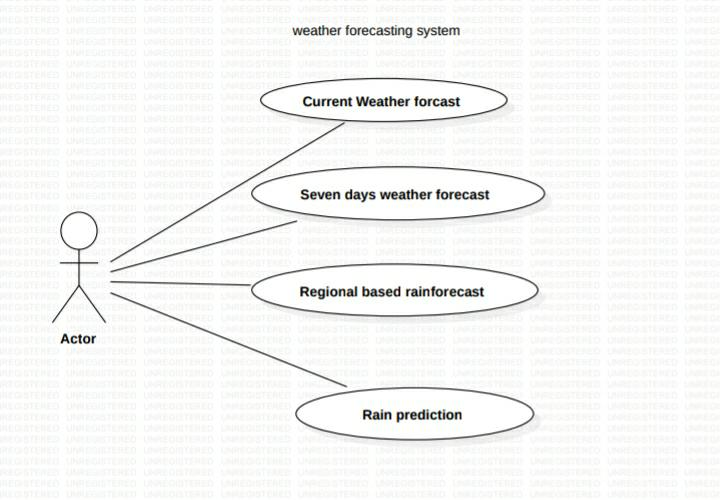 weather forecasting system
Current Weather forcast
Seven days weather forecast
Regional based rainforecast
Actor
Rain prediction